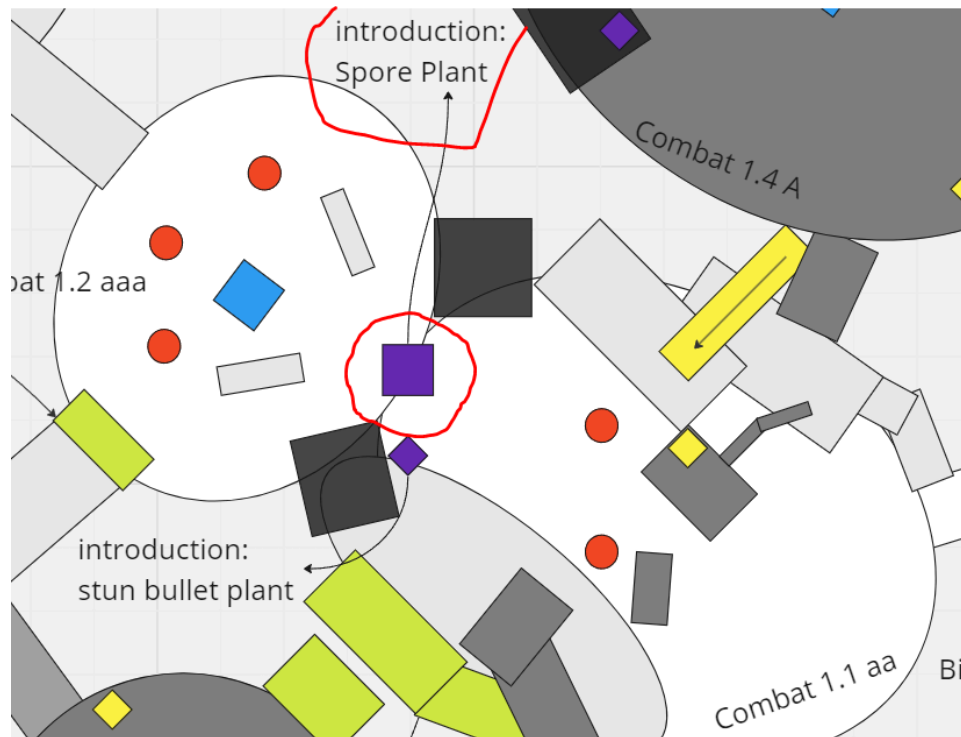 introduction:
Spore Plant
Combat 1.4 A
bat 1.2 aaa
introduction:
stun bullet plant
Combat 1.1 aa
Bi